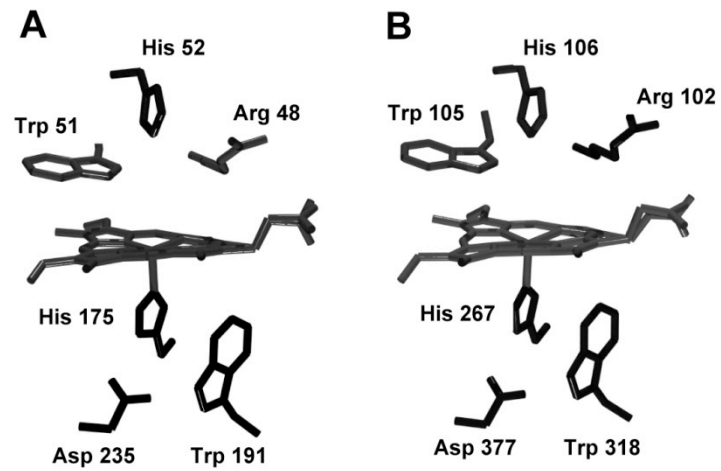 A
His 52
Arg 48
Trp 51
His 175
Asp 235
Trp 191
B
His 106
Arg 102
Trp 105
His 267
Asp 377
Trp 318